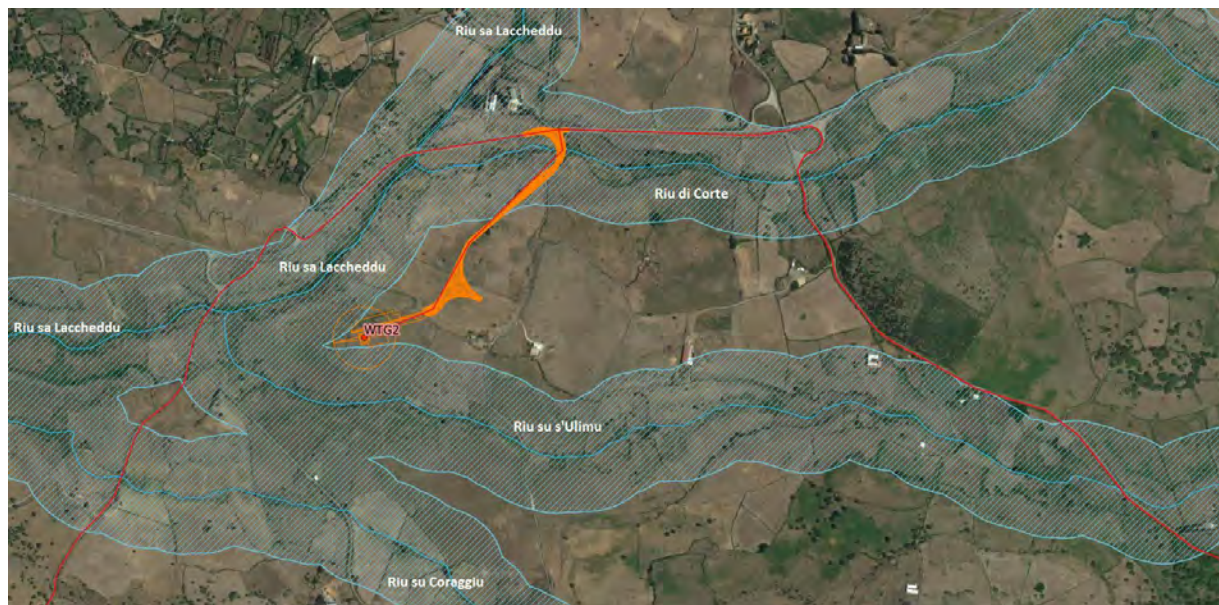 Riu sa Laccheddu
Riu di Corte
Riu sa Laccheddu
Riu sa Laccheddu
WTG2
Riu su s'Ulimu
Riu su Coraggiu